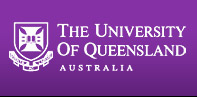 THE UNIVERSITY
OF QUEENSLAND
AUSTRALIA